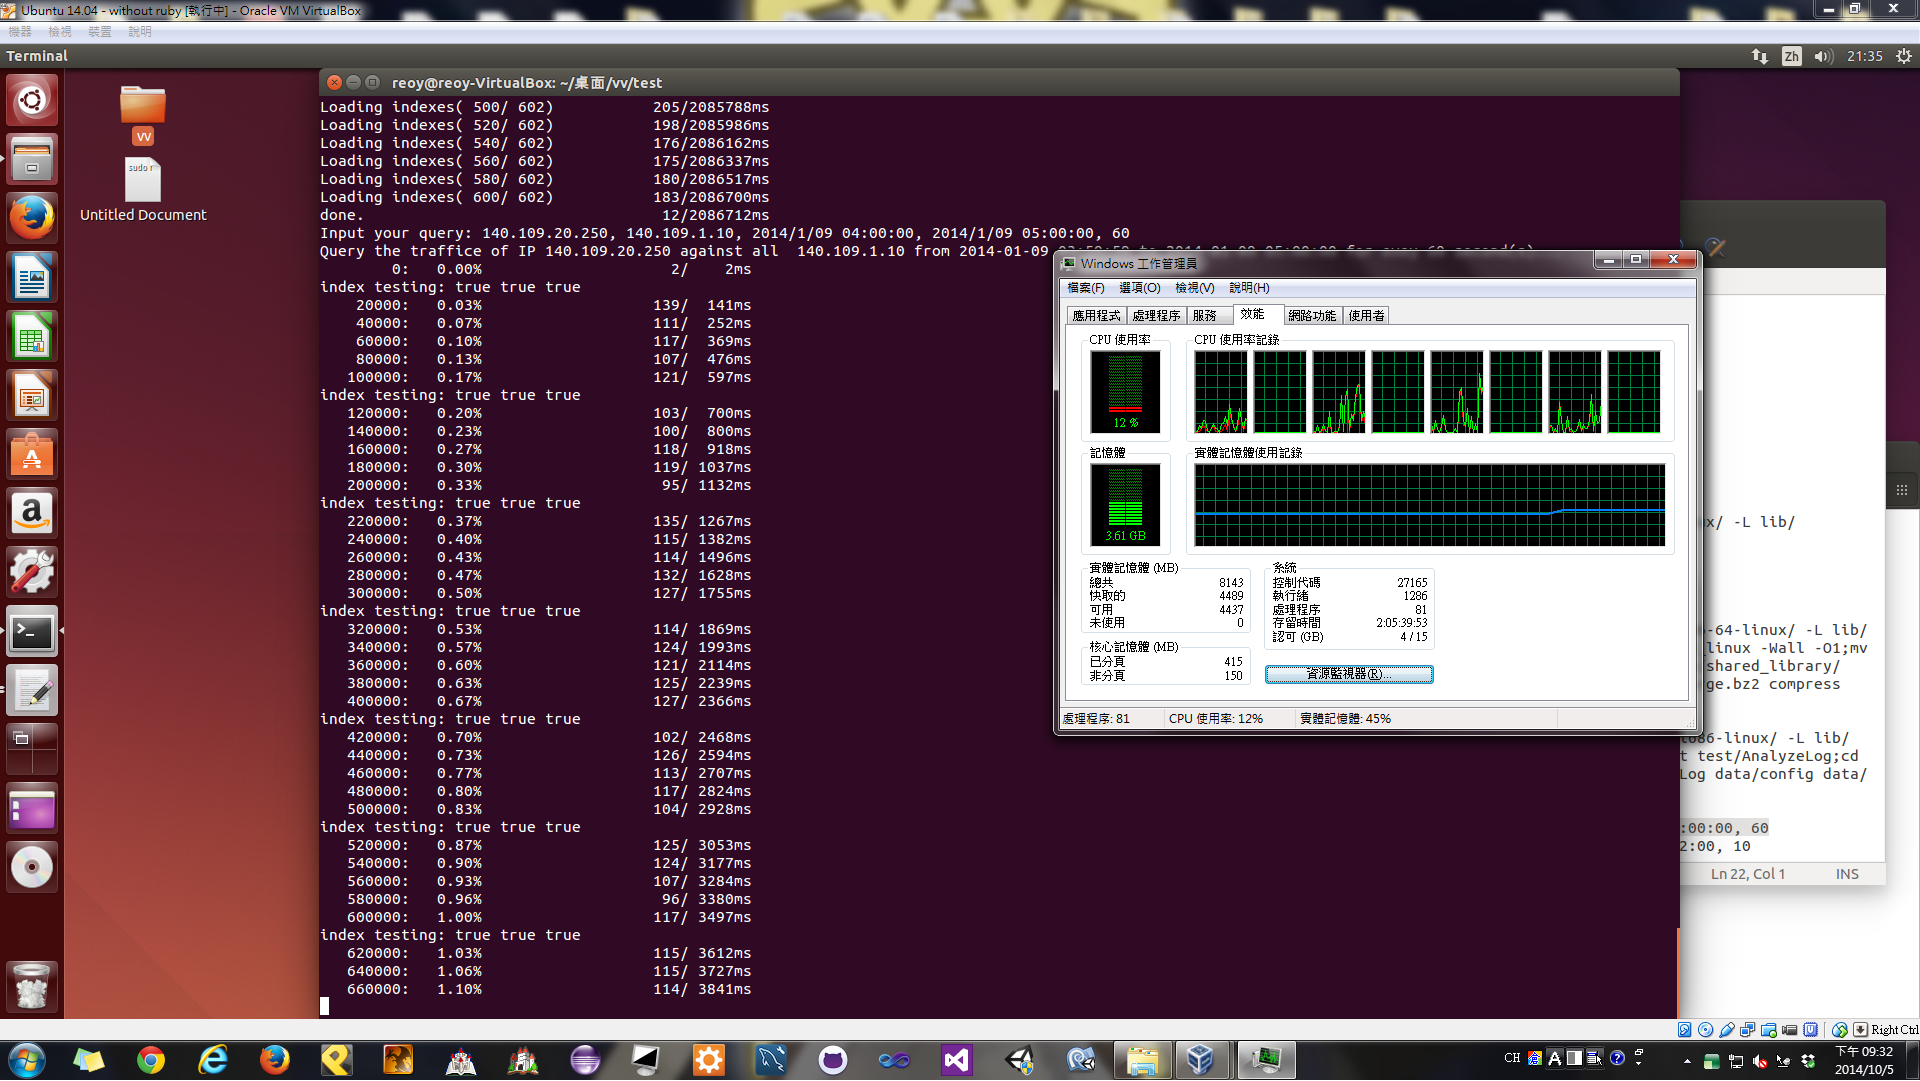 Ubuntu 14.04 - without ruby [執行中] - Oracle VM VirtualBox
機器 檢視 裝置 說明
Terminal
Zh
21:35
vv
sudo r
Untitled Document
reoy@reoy-VirtualBox: ~/桌面/vv/test
Loading indexes( 500/ 602) 205/2085788ms
Loading indexes( 520/ 602) 198/2085986ms
Loading indexes( 540/ 602) 176/2086162ms
Loading indexes( 560/ 602) 175/2086337ms
Loading indexes( 580/ 602) 180/2086517ms
Loading indexes( 600/ 602) 183/2086700ms
done. 12/2086712ms
Input your query: 140.109.20.250, 140.109.1.10, 2014/1/09 04:00:00, 2014/1/09 05:00:00, 60
Query the traffice of IP 140.109.20.250 against all  140.109.1.10 from 2014-01-09
0: 0.00% 2/ 2ms
index testing: true true true
20000: 0.03% 139/ 141ms
40000: 0.07% 111/ 252ms
60000: 0.10% 117/ 369ms
80000: 0.13% 107/ 476ms
100000: 0.17% 121/ 597ms
index testing: true true true
120000: 0.20% 103/ 700ms
140000: 0.23% 100/ 800ms
160000: 0.27% 118/ 918ms
180000: 0.30% 119/ 1037ms
200000: 0.33% 95/ 1132ms
index testing: true true true
220000: 0.37% 135/ 1267ms
240000: 0.40% 115/ 1382ms
260000: 0.43% 114/ 1496ms
280000: 0.47% 132/ 1628ms
300000: 0.50% 127/ 1755ms
index testing: true true true
320000: 0.53% 114/ 1869ms
340000: 0.57% 124/ 1993ms
360000: 0.60% 121/ 2114ms
380000: 0.63% 125/ 2239ms
400000: 0.67% 127/ 2366ms
index testing: true true true
420000: 0.70% 102/ 2468ms
440000: 0.73% 126/ 2594ms
460000: 0.77% 113/ 2707ms
480000: 0.80% 117/ 2824ms
500000: 0.83% 104/ 2928ms
index testing: true true true
520000: 0.87% 125/ 3053ms
540000: 0.90% 124/ 3177ms
560000: 0.93% 107/ 3284ms
580000: 0.96% 96/ 3380ms
600000: 1.00% 117/ 3497ms
index testing: true true true
620000: 1.03% 115/ 3612ms
640000: 1.06% 115/ 3727ms
660000: 1.10% 114/ 3841ms
Windows 工作管理員
檔案(F) 選項(O) 檢視(V) 說明(H)
應用程式 處理程序 服務 效能 網路功能 使用者
CPU 使用率 CPU 使用率記錄
12 %
記憶體 實體記憶體使用記錄
3.61 GB
實體記憶體 (MB)
總共 8143
快取的 4489
可用 4437
未使用 0
核心記憶體 (MB)
已分頁 415
非分頁 150
系統
控制代碼 27165
執行緒 1286
處理程序 81
存留時間 2:05:39:53
認可 (GB) 4 / 15
資源監視器(R)...
處理程序: 81 CPU 使用率: 12% 實體記憶體: 45%
x/ -L lib/
-64-linux/ -L lib/
linux -Wall -O1;mv
shared_library/
ge.bz2 compress
086-linux/ -L lib/
t test/AnalyzeLog;cd
Log data/config data/
:00:00, 60
2:00, 10
Ln 22, Col 1 INS
Right Ctrl
CH
下午 09:32
2014/10/5